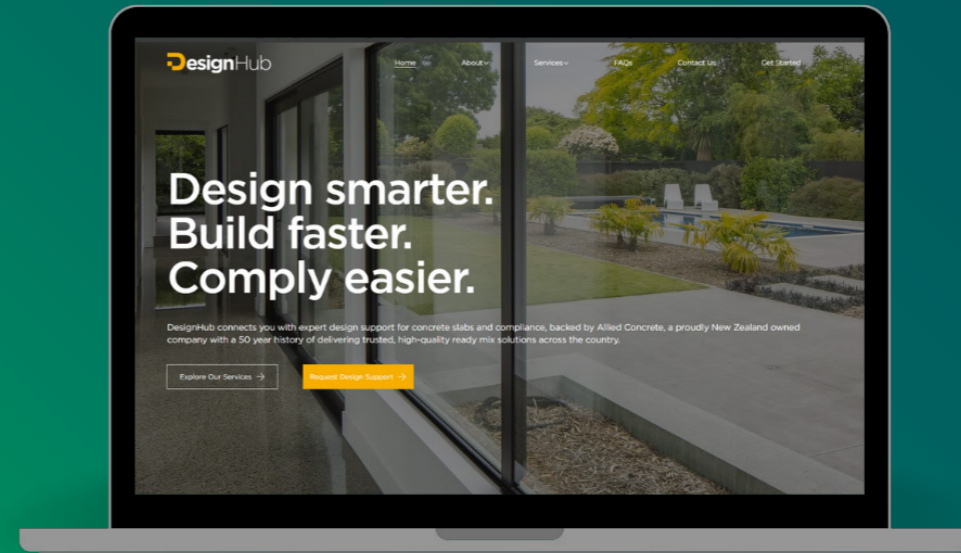 DesignHub
Home
About
Services
FAQs
Contact Us
Get Started
Design smarter.
Build faster.
Comply easier.
DesignHub connects you with expert design support for concrete slabs and compliance, backed by Allied Concrete, a proudly New Zealand owned
company with a 50 year history of delivering trusted, high-quality ready mix solutions across the country.
Explore Our Services →
Request Design Support →